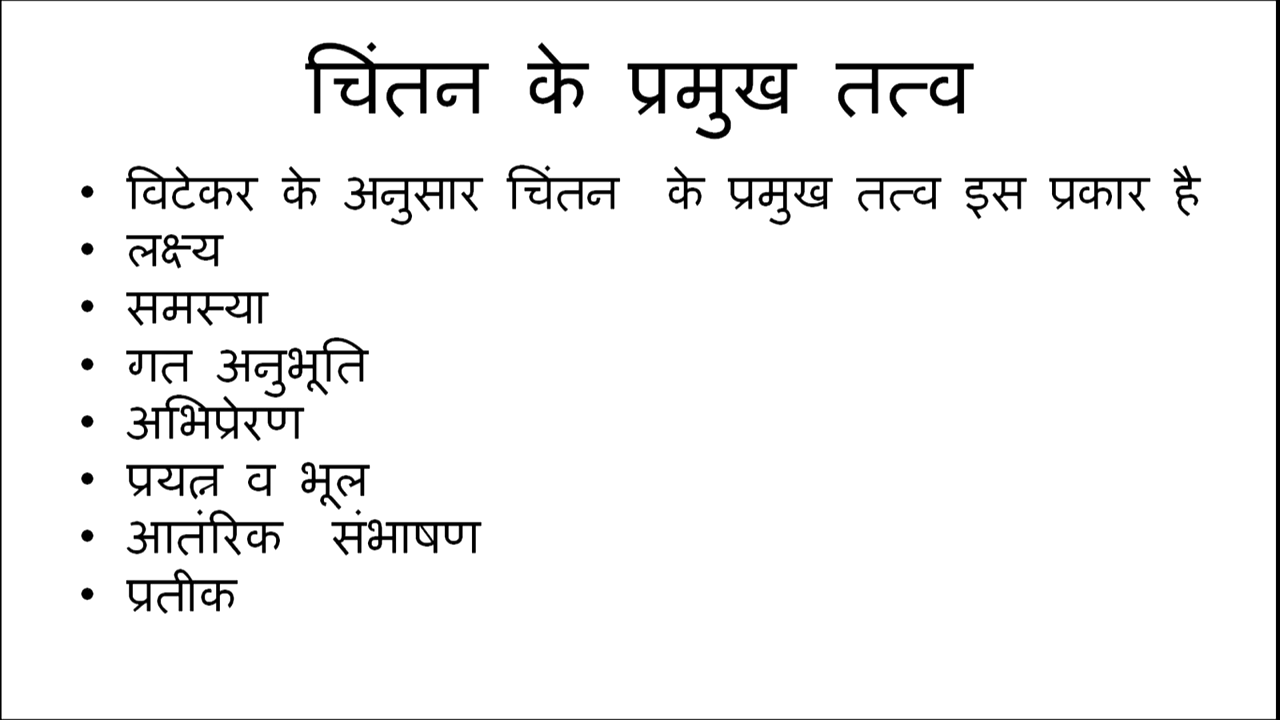 चिंतन के प्रमुख तत्व
• विटेकर के अनुसार चिंतन के प्रमुख तत्व इस प्रकार है
• लक्ष्य
• समस्या
• गत अनुभूति
• अभिप्रेरण
• प्रयत्न व भूल
• आतंरिक संभाषण
• प्रतीक